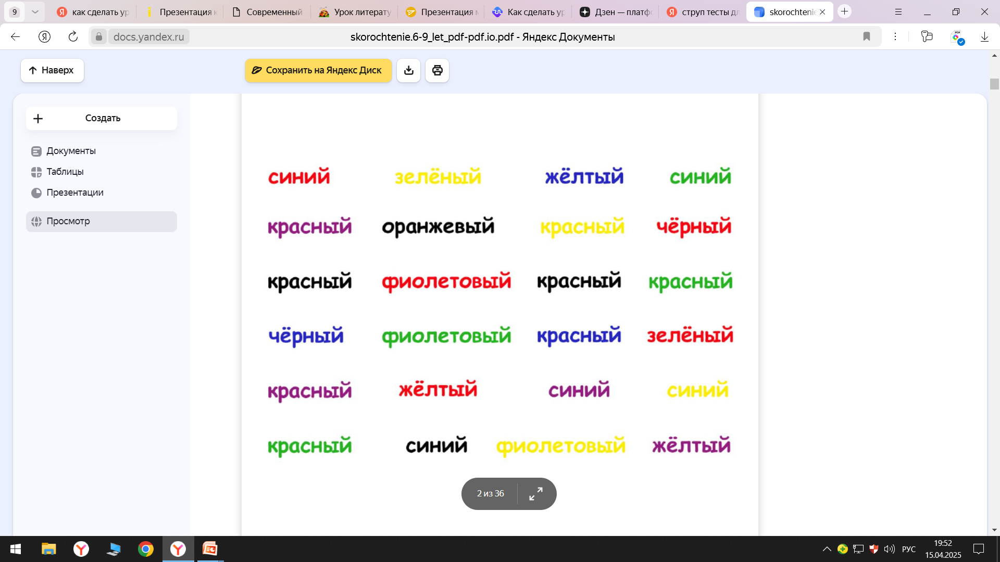 9 как сделать ур Презентация к Современный Урок литерату Презентация м Как сделать ур Дзен — платфо струп тесты дл skorochtenie
docs.yandex.ru skorochtenie.6-9_let_pdf-pdf.io.pdf - Яндекс Документы
Наверх Сохранить на Яндекс Диск
Создать
Документы
Таблицы
Презентации
Просмотр
синий зелёный жёлтый синий
красный оранжевый красный чёрный
красный фиолетовый красный красный
чёрный фиолетовый красный зелёный
красный жёлтый синий синий
красный синий фиолетовый жёлтый
2 из 36
РУС 19:52
15.04.2025